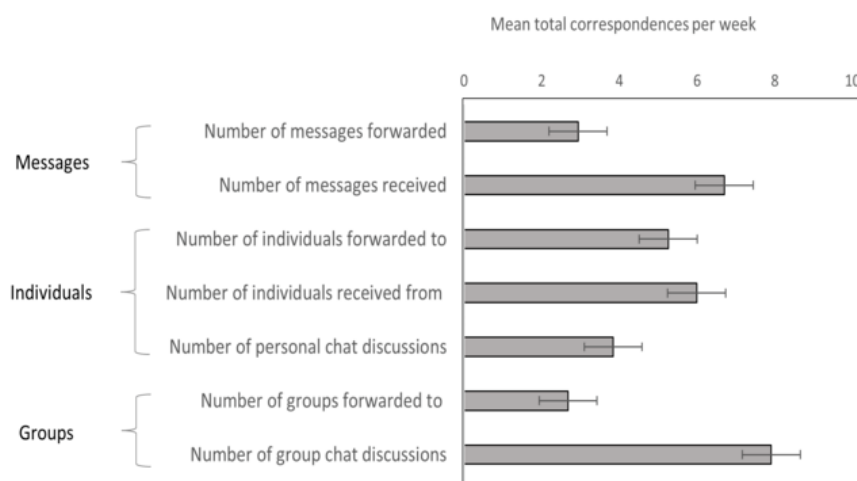 Mean total correspondences per week
0 2 4 6 8 10
Number of messages forwarded
Messages
Number of messages received
Number of individuals forwarded to
Individuals
Number of individuals received from
Number of personal chat discussions
Number of groups forwarded to
Groups
Number of group chat discussions